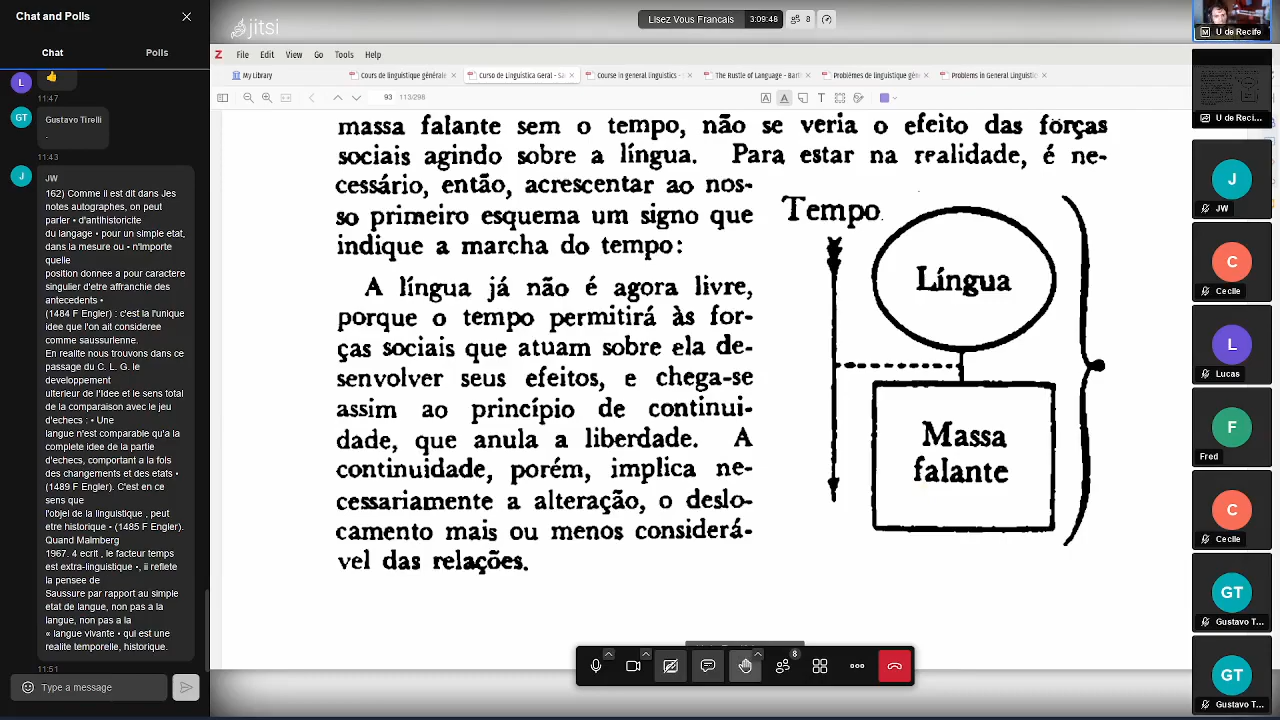 Chat and Polls
Chat
Polls
L
11:47
GT
Gustavo Tirelli
.
11:43
J
JW
162) Comme il est dit dans Jes
notes autographes, on peut
parler • d'antlhistoricite
du langage • pour un simple etat,
dans la mesure ou • n'importe
quelle
position donnee a pour caractere
singulier d'etre affranchie des
antecedents •
(1484 F Engler) : c'est la l'unique
idee que l'on ait consideree
comme saussurienne.
En realite nous trouvons dans ce
passage du C. L. G. le
developpement
ulterieur de l'Idee et le sens total
de la comparaison avec le jeu
d'echecs : • Une
langue n'est comparable qu'a la
complete idee de la partie
d'echecs, comportant a la fois
des changements et des etats •
(1489 F Engler). C'est en ce
sens que
l'objel de la linguistique , peut
etre historique • (1485 F Engler).
Quand Malmberg
1967. 4 ecrit , le facteur temps
est extra-linguistique •, ii reflete
la pensee de
Saussure par rapport au simple
etat de langue, non pas a la
langue, non pas a la
« langue vivante • qui est une
realite temporelle, historique.
11:51
Type a message
jitsi
Lisez Vous Francais
3:09:48
8
Z
File Edit View Go Tools Help
My Library
Cours de linguistique générale
Curso de Linguistica Geral - Sa
Course in general linguistics -
The Rustle of Language - Bart
Problèmes de linguistique gén
Problems in General Linguistic
93
113/298
massa falante sem o tempo, não se veria o efeito das fôrças
sociais agindo sobre a língua. Para estar na realidade, é ne-
cessário, então, acrescentar ao nos-
so primeiro esquema um signo que
indique a marcha do tempo:
A língua já não é agora livre,
porque o tempo permitirá às for-
ças sociais que atuam sobre ela de-
senvolver seus efeitos, e chega-se
assim ao princípio de continui-
dade, que anula a liberdade. A
continuidade, porém, implica ne-
cessariamente a alteração, o deslo-
camento mais ou menos considerá-
vel das relações.
Tempo
Língua
Massa
falante
8
U de Recife
U de Reci...
J
JW
C
Cecile
L
Lucas
F
Fred
C
Cecile
GT
Gustavo T...
GT
Gustavo T...